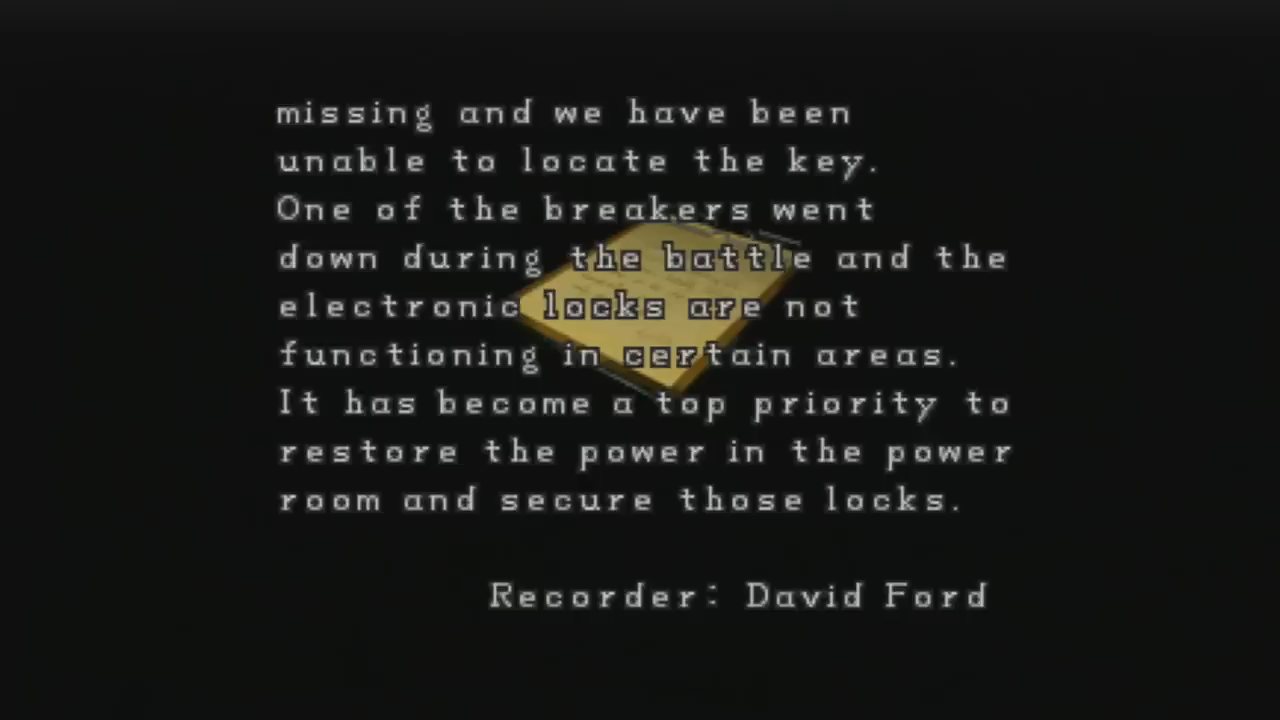 missing and we have been
unable to locate the key.
One of the breakers went
down during the battle and the
electronic locks are not
functioning in certain areas.
It has become a top priority to
restore the power in the power
room and secure those locks.
Recorder: David Ford